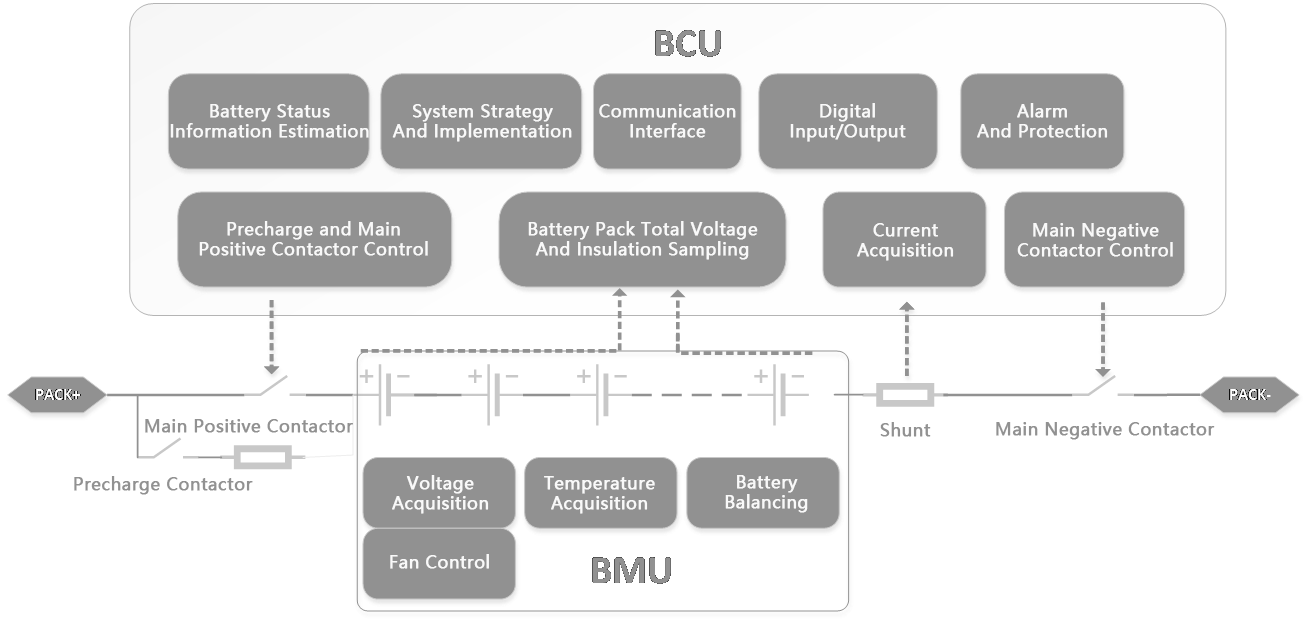 BCU
Battery Status
Information Estimation
System Strategy
And Implementation
Communication
Interface
Digital
Input/Output
Alarm
And Protection
Precharge and Main
Positive Contactor Control
Battery Pack Total Voltage
And Insulation Sampling
Current
Acquisition
Main Negative
Contactor Control
PACK+
+
−
+
−
+
−
+
−
PACK-
Main Positive Contactor
Shunt
Main Negative Contactor
Precharge Contactor
Voltage
Acquisition
Temperature
Acquisition
Battery
Balancing
Fan Control
BMU